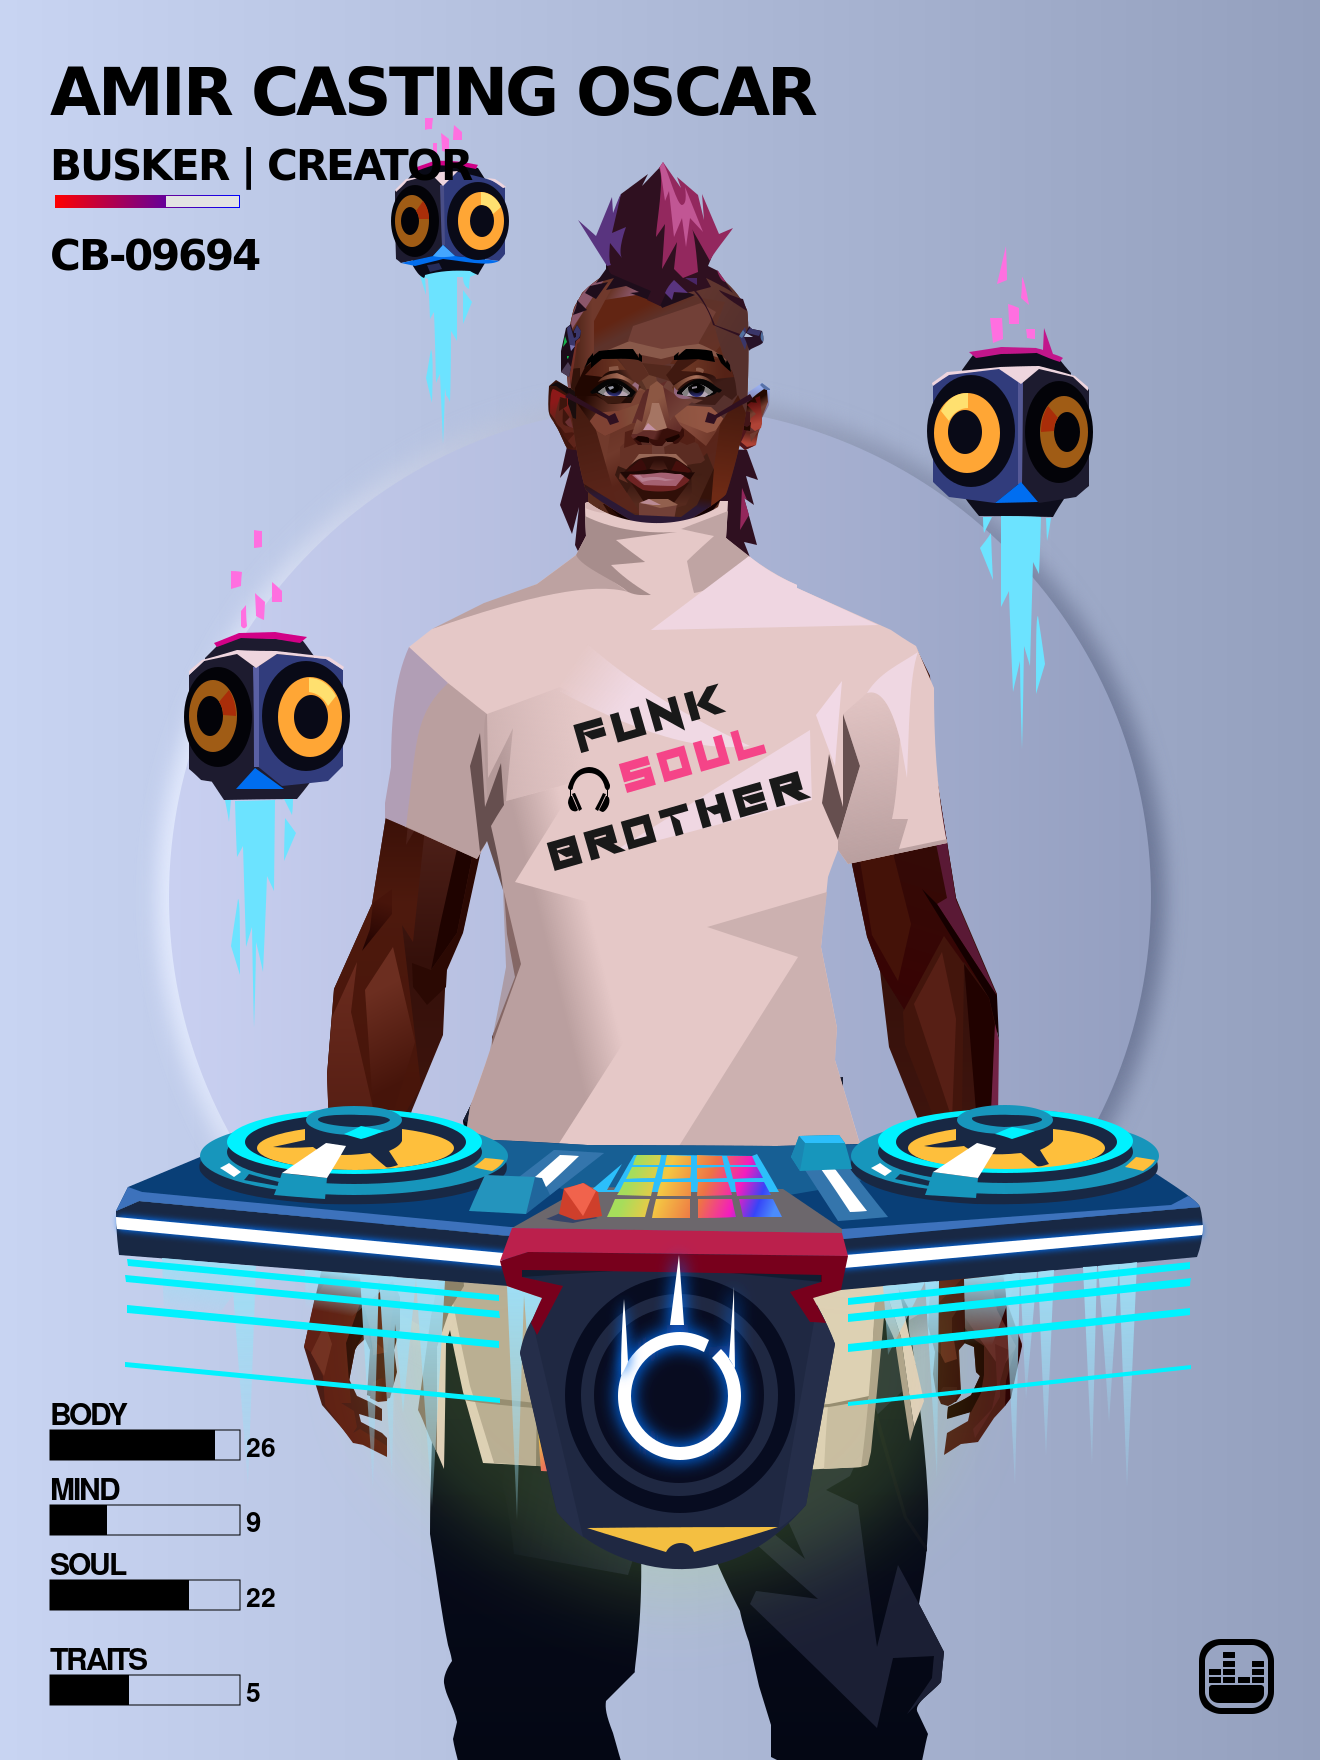 AMIR CASTING OSCAR
BUSKER | CREATOR
CB-09694
FUNK
SOUL
BROTHER
BODY
26
MIND
9
SOUL
22
TRAITS
5